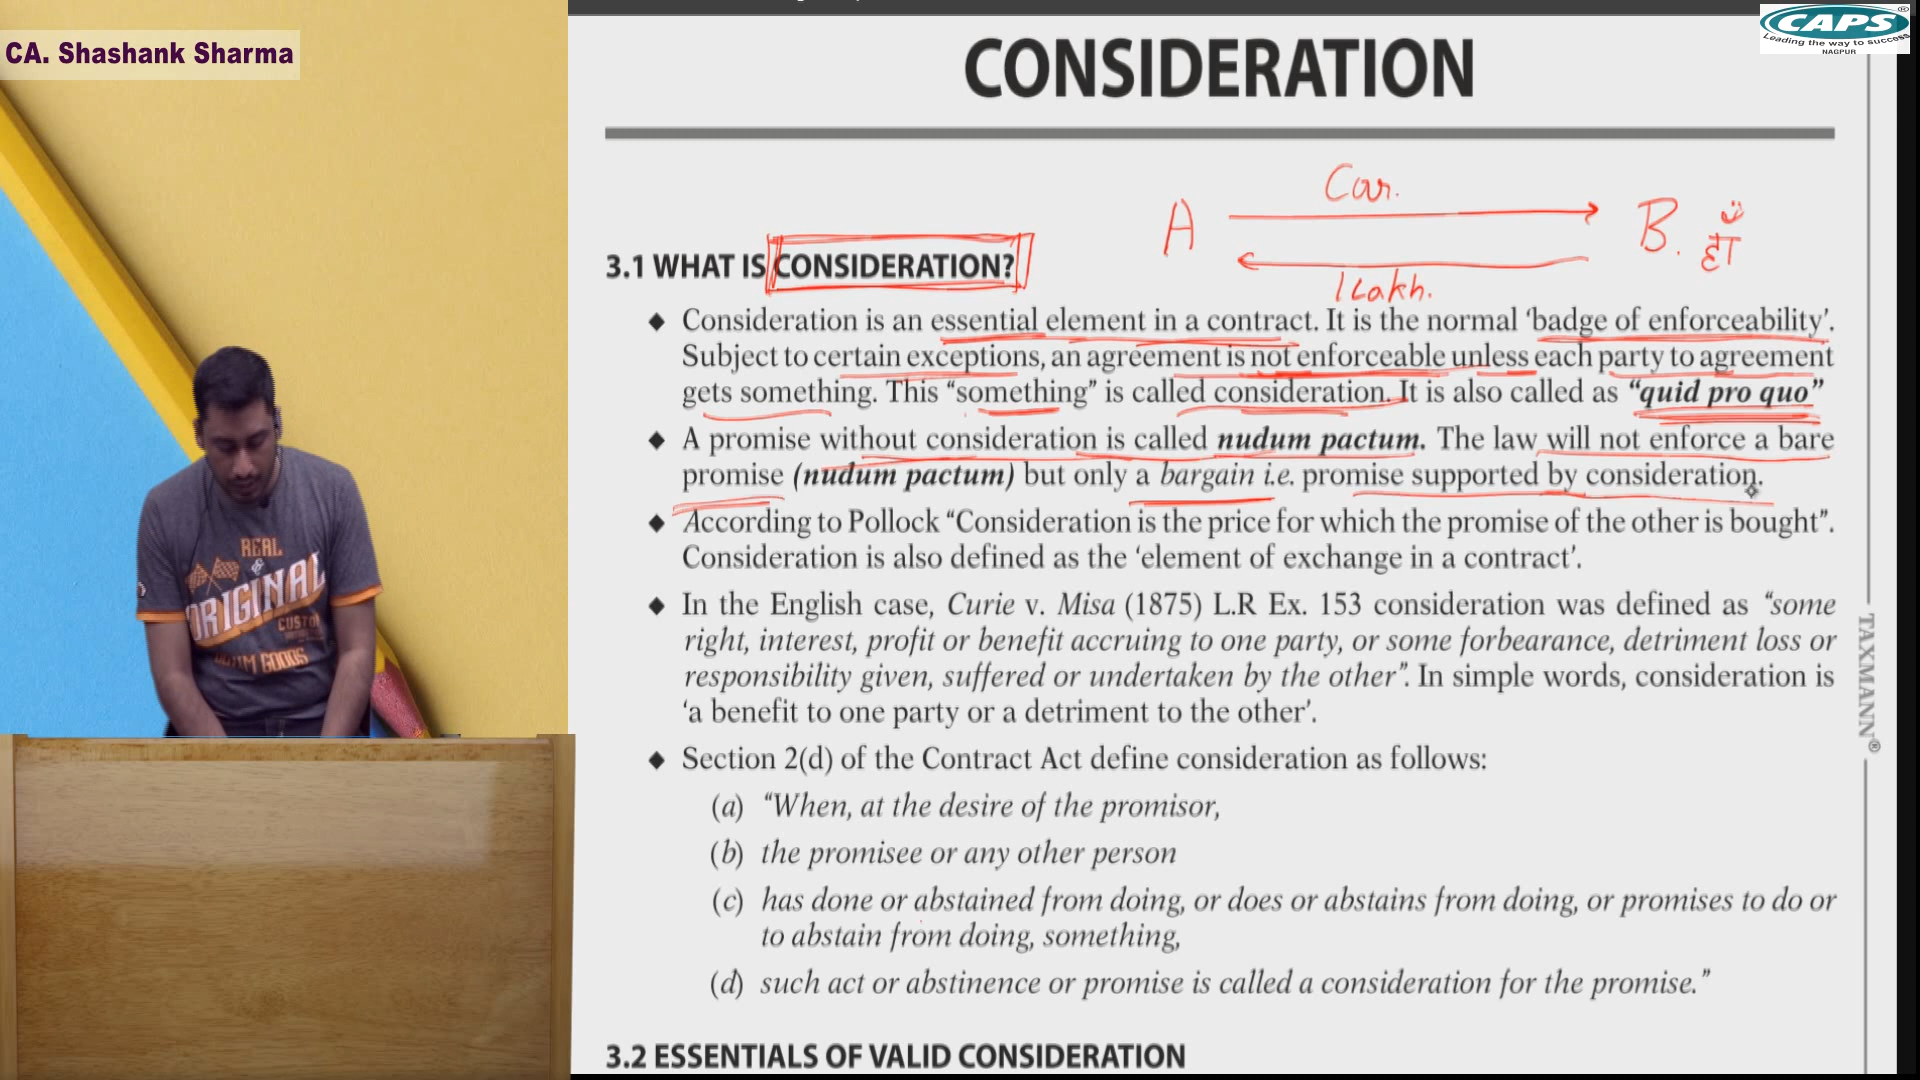 CA. Shashank Sharma
CAPS®
Leading the way to success
NAGPUR
CONSIDERATION
A
Car.
B.
हाँ
1 Lakh.
3.1 WHAT IS CONSIDERATION?
◆ Consideration is an essential element in a contract. It is the normal ‘badge of enforceability’.
Subject to certain exceptions, an agreement is not enforceable unless each party to agreement
gets something. This “something” is called consideration. It is also called as “quid pro quo”
◆ A promise without consideration is called nudum pactum. The law will not enforce a bare
promise (nudum pactum) but only a bargain i.e. promise supported by consideration.
◆ According to Pollock “Consideration is the price for which the promise of the other is bought”.
Consideration is also defined as the ‘element of exchange in a contract’.
◆ In the English case, Curie v. Misa (1875) L.R Ex. 153 consideration was defined as “some
right, interest, profit or benefit accruing to one party, or some forbearance, detriment loss or
responsibility given, suffered or undertaken by the other”. In simple words, consideration is
‘a benefit to one party or a detriment to the other’.
◆ Section 2(d) of the Contract Act define consideration as follows:
(a) “When, at the desire of the promisor,
(b) the promisee or any other person
(c) has done or abstained from doing, or does or abstains from doing, or promises to do or
to abstain from doing, something,
(d) such act or abstinence or promise is called a consideration for the promise.”
3.2 ESSENTIALS OF VALID CONSIDERATION
TAXMANN®
REAL
&
ORIGINAL